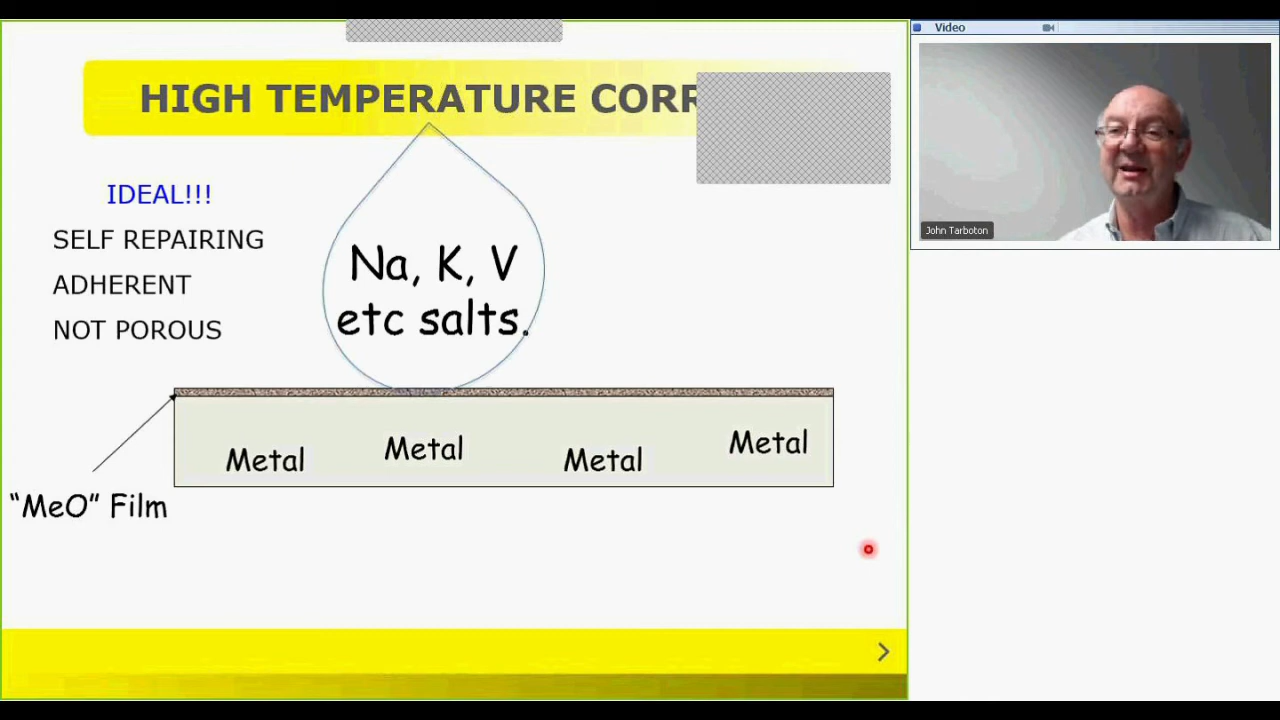 HIGH TEMPERATURE CORR
IDEAL!!!
SELF REPAIRING
ADHERENT
NOT POROUS
Na, K, V
etc salts.
Metal Metal Metal Metal
“MeO” Film
Video
John Tarboton